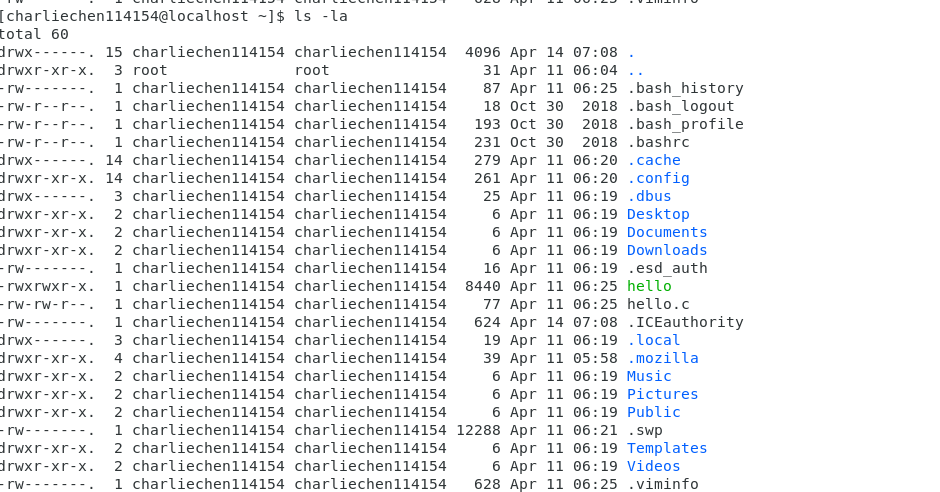 -rw-------.  1 charliechen114154 charliechen114154   628 Apr 11 06:25 .viminfo
[charliechen114154@localhost ~]$ ls -la
total 60
drwx------. 15 charliechen114154 charliechen114154  4096 Apr 14 07:08 .
drwxr-xr-x.  3 root              root                 31 Apr 11 06:04 ..
-rw-------.  1 charliechen114154 charliechen114154    87 Apr 11 06:25 .bash_history
-rw-r--r--.  1 charliechen114154 charliechen114154    18 Oct 30  2018 .bash_logout
-rw-r--r--.  1 charliechen114154 charliechen114154   193 Oct 30  2018 .bash_profile
-rw-r--r--.  1 charliechen114154 charliechen114154   231 Oct 30  2018 .bashrc
drwx------. 14 charliechen114154 charliechen114154   279 Apr 11 06:20 .cache
drwxr-xr-x. 14 charliechen114154 charliechen114154   261 Apr 11 06:20 .config
drwx------.  3 charliechen114154 charliechen114154    25 Apr 11 06:19 .dbus
drwxr-xr-x.  2 charliechen114154 charliechen114154     6 Apr 11 06:19 Desktop
drwxr-xr-x.  2 charliechen114154 charliechen114154     6 Apr 11 06:19 Documents
drwxr-xr-x.  2 charliechen114154 charliechen114154     6 Apr 11 06:19 Downloads
-rw-------.  1 charliechen114154 charliechen114154    16 Apr 11 06:19 .esd_auth
-rwxrwxr-x.  1 charliechen114154 charliechen114154  8440 Apr 11 06:25 hello
-rw-rw-r--.  1 charliechen114154 charliechen114154    77 Apr 11 06:25 hello.c
-rw-------.  1 charliechen114154 charliechen114154   624 Apr 14 07:08 .ICEauthority
drwx------.  3 charliechen114154 charliechen114154    19 Apr 11 06:19 .local
drwxr-xr-x.  4 charliechen114154 charliechen114154    39 Apr 11 05:58 .mozilla
drwxr-xr-x.  2 charliechen114154 charliechen114154     6 Apr 11 06:19 Music
drwxr-xr-x.  2 charliechen114154 charliechen114154     6 Apr 11 06:19 Pictures
drwxr-xr-x.  2 charliechen114154 charliechen114154     6 Apr 11 06:19 Public
-rw-------.  1 charliechen114154 charliechen114154 12288 Apr 11 06:21 .swp
drwxr-xr-x.  2 charliechen114154 charliechen114154     6 Apr 11 06:19 Templates
drwxr-xr-x.  2 charliechen114154 charliechen114154     6 Apr 11 06:19 Videos
-rw-------.  1 charliechen114154 charliechen114154   628 Apr 11 06:25 .viminfo